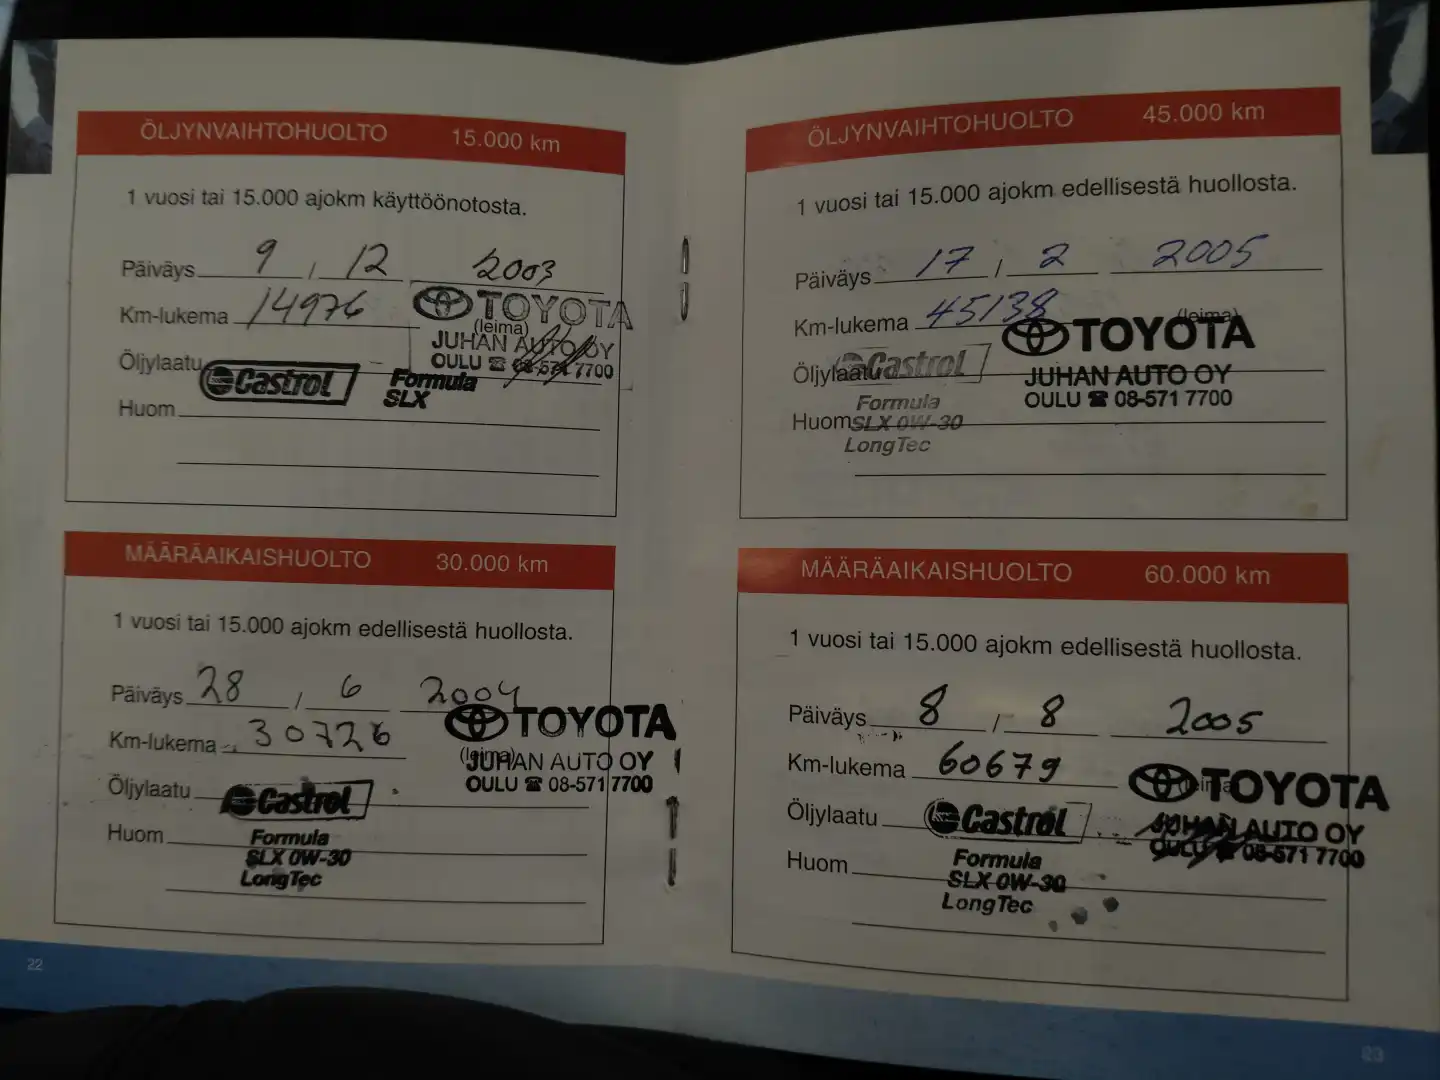 ÖLJYNVAIHTOHUOLTO 15.000 km
1 vuosi tai 15.000 ajokm käyttöönotosta.
Päiväys 9 / 12 2003
Km-lukema 14976
TOYOTA
(leima)
JUHAN AUTO OY
OULU ☎ 08-571 7700
Öljylaatu Castrol Formula
SLX
Huom
MÄÄRÄAIKAISHUOLTO 30.000 km
1 vuosi tai 15.000 ajokm edellisestä huollosta.
Päiväys 28 / 6 2004
Km-lukema 30726
TOYOTA
(leima)
JUHAN AUTO OY
OULU ☎ 08-571 7700
Öljylaatu Castrol
Huom Formula
SLX 0W-30
LongTec
22
ÖLJYNVAIHTOHUOLTO 45.000 km
1 vuosi tai 15.000 ajokm edellisestä huollosta.
Päiväys 17 / 2 2005
Km-lukema 45138
(leima)
TOYOTA
JUHAN AUTO OY
OULU ☎ 08-571 7700
Öljylaatu Castrol
Formula
Huom SLX 0W-30
LongTec
MÄÄRÄAIKAISHUOLTO 60.000 km
1 vuosi tai 15.000 ajokm edellisestä huollosta.
Päiväys 8 / 8 2005
Km-lukema 60679
(leima)
TOYOTA
JUHAN AUTO OY
OULU ☎ 08-571 7700
Öljylaatu Castrol
Huom Formula
SLX 0W-30
LongTec
23